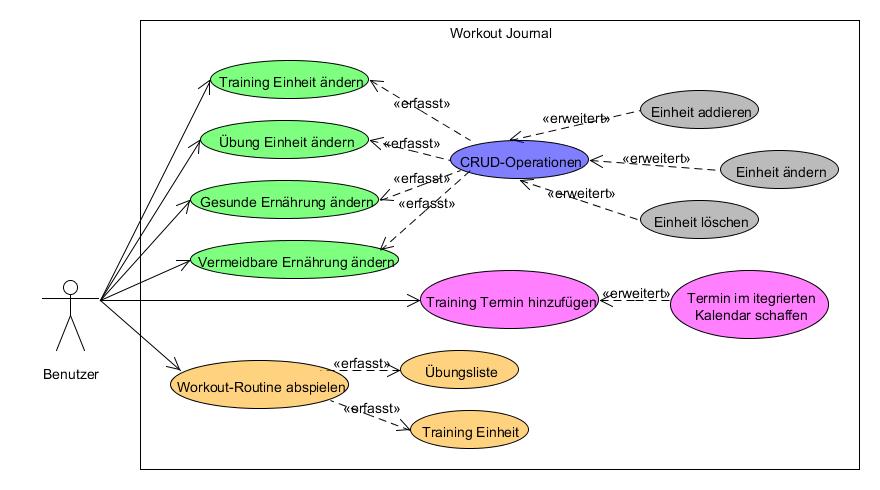 Workout Journal
Training Einheit ändern
«erfasst»
Einheit addieren
«erweitert»
Übung Einheit ändern
«erfasst»
CRUD-Operationen
«erweitert»
Einheit ändern
«erfasst»
Gesunde Ernährung ändern
«erfasst»
«erweitert»
Einheit löschen
Vermeidbare Ernährung ändern
Training Termin hinzufügen
«erweitert»
Termin im itegrierten
Kalendar schaffen
Benutzer
Workout-Routine abspielen
«erfasst»
Übungsliste
«erfasst»
Training Einheit